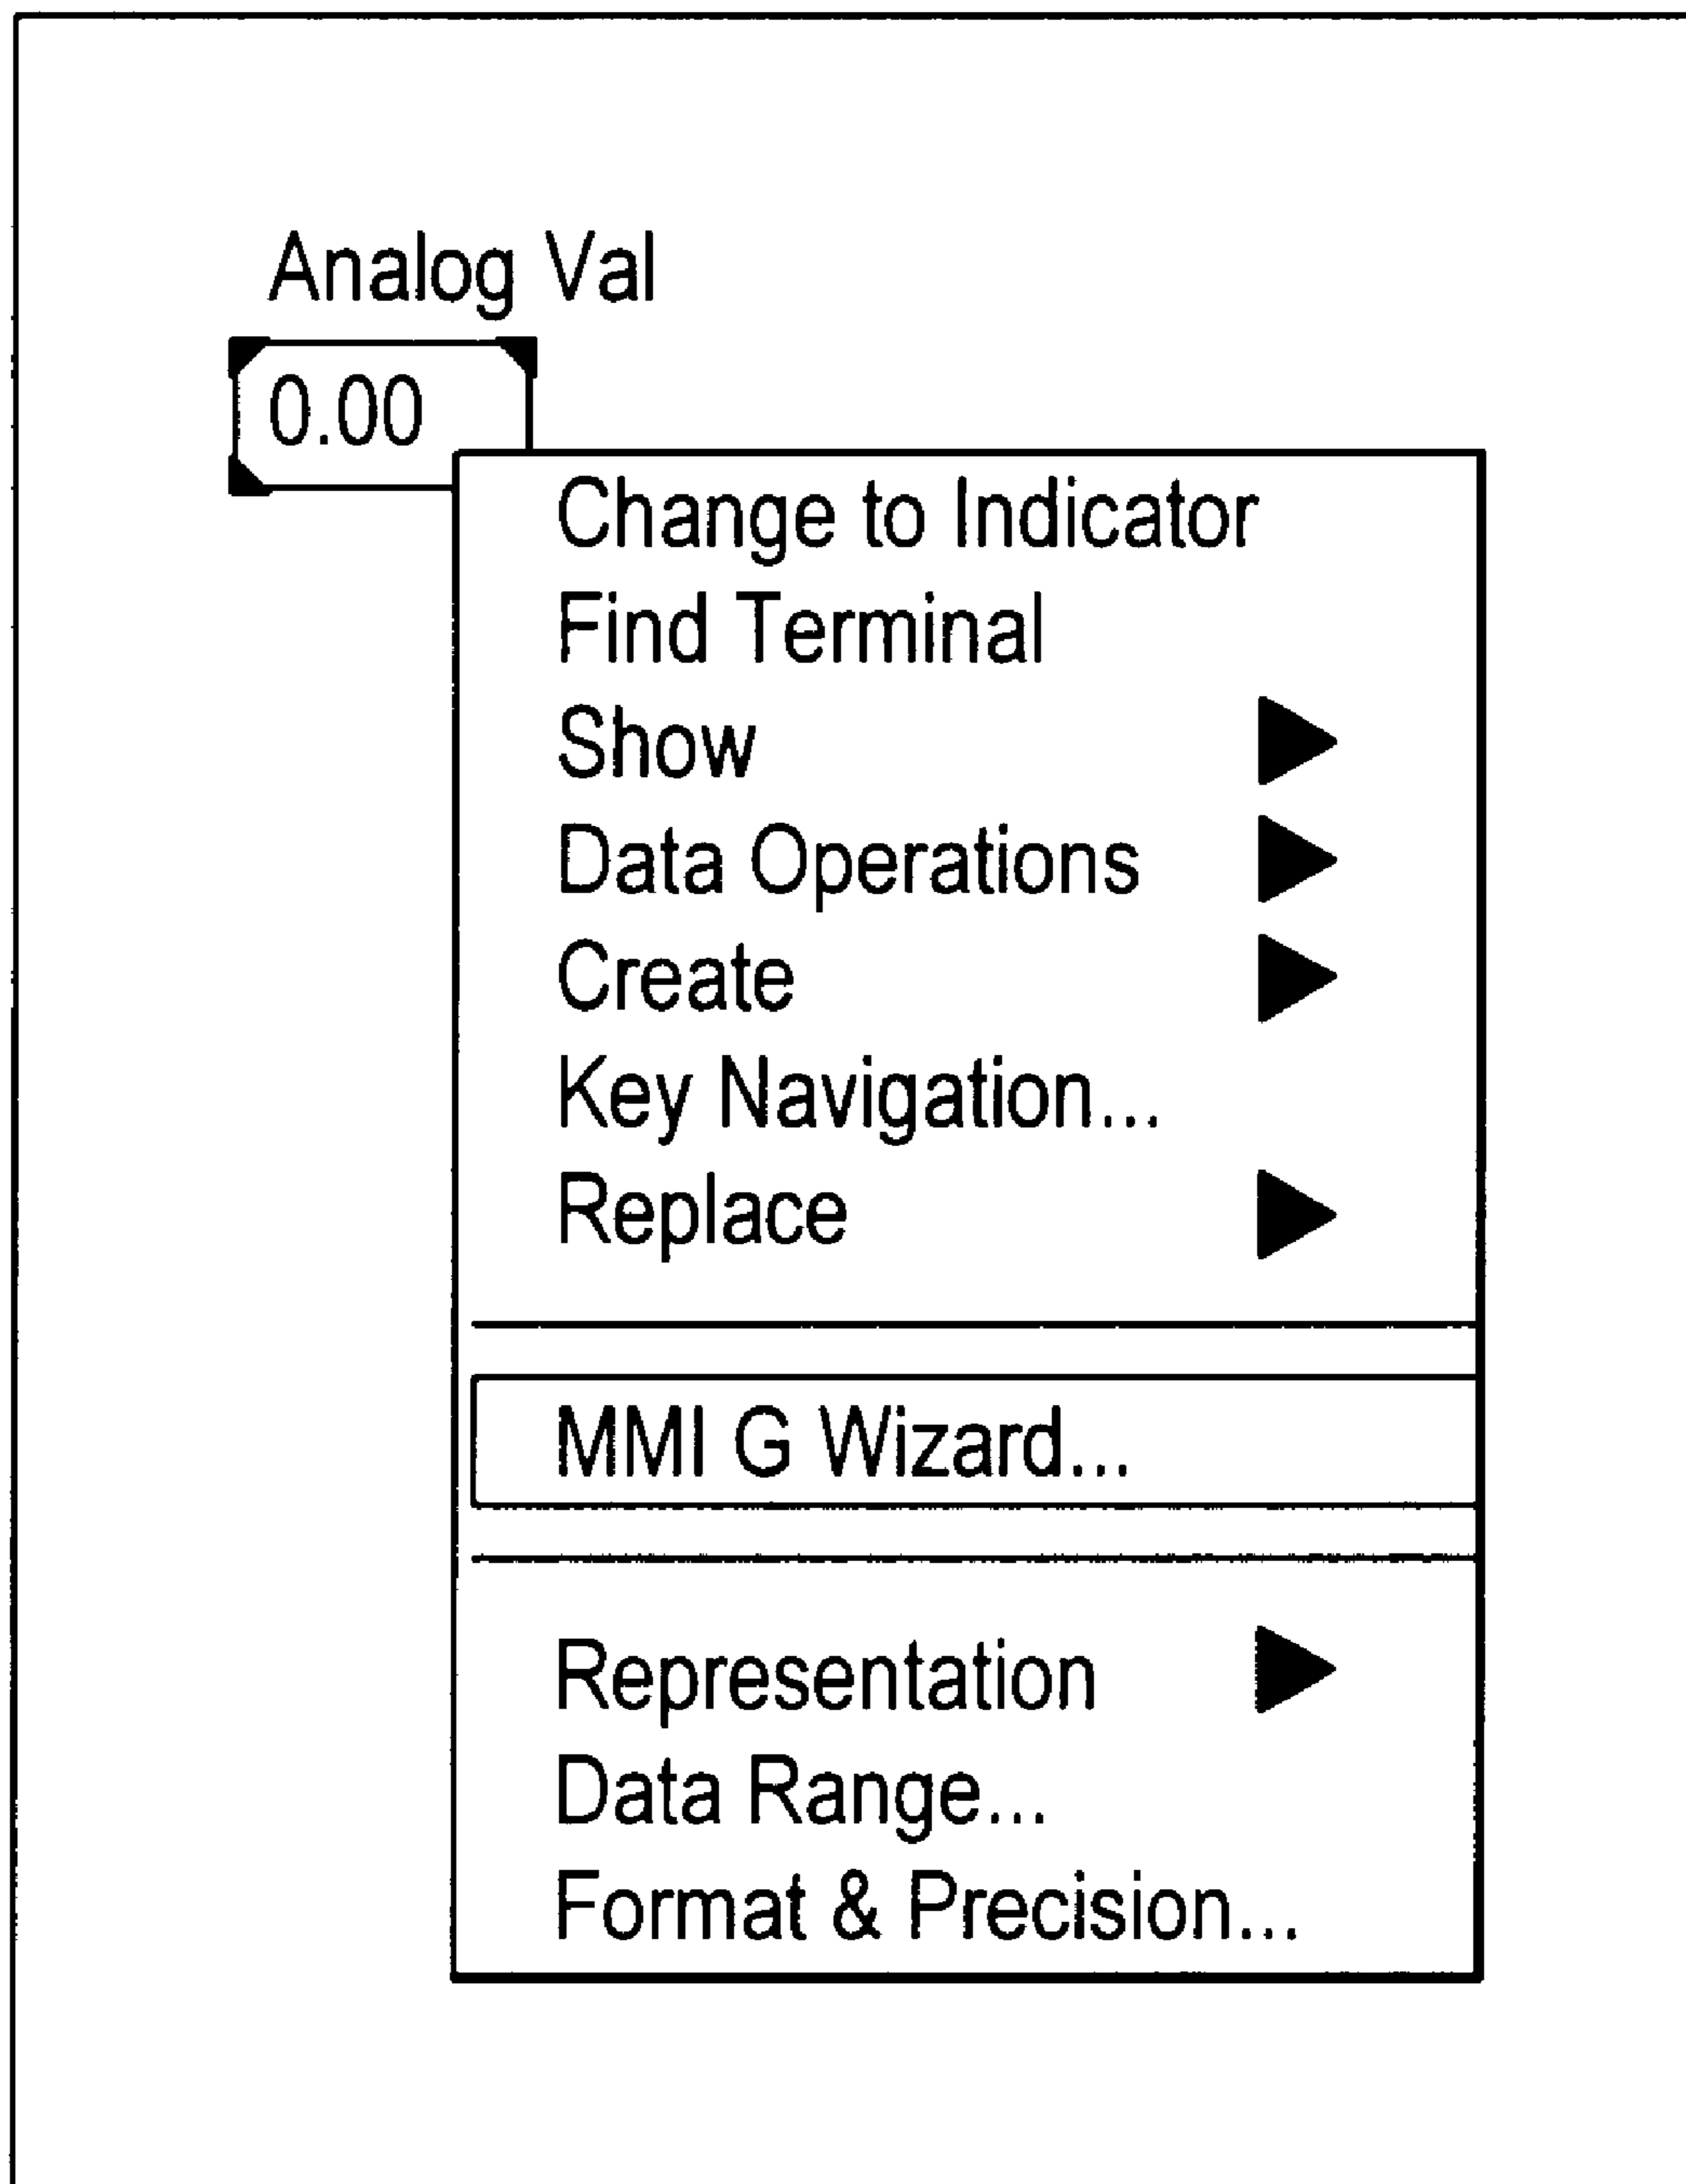 Analog Val
0.00
Change to Indicator
Find Terminal
Show
Data Operations
Create
Key Navigation...
Replace
MMI G Wizard...
Representation
Data Range...
Format & Precision...